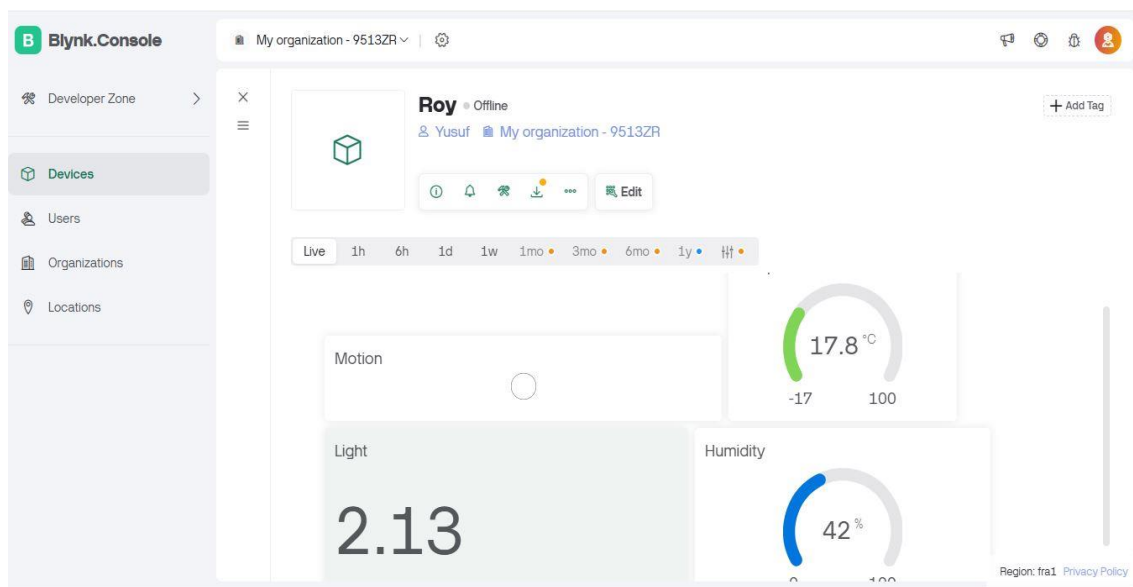 B Blynk.Console
My organization - 9513ZR
Developer Zone
Devices
Users
Organizations
Locations
Roy Offline
Yusuf My organization - 9513ZR
+ Add Tag
Edit
Live 1h 6h 1d 1w 1mo 3mo 6mo 1y
17.8 °C
-17 100
Motion
Light
2.13
Humidity
42 %
Region: fra1 Privacy Policy